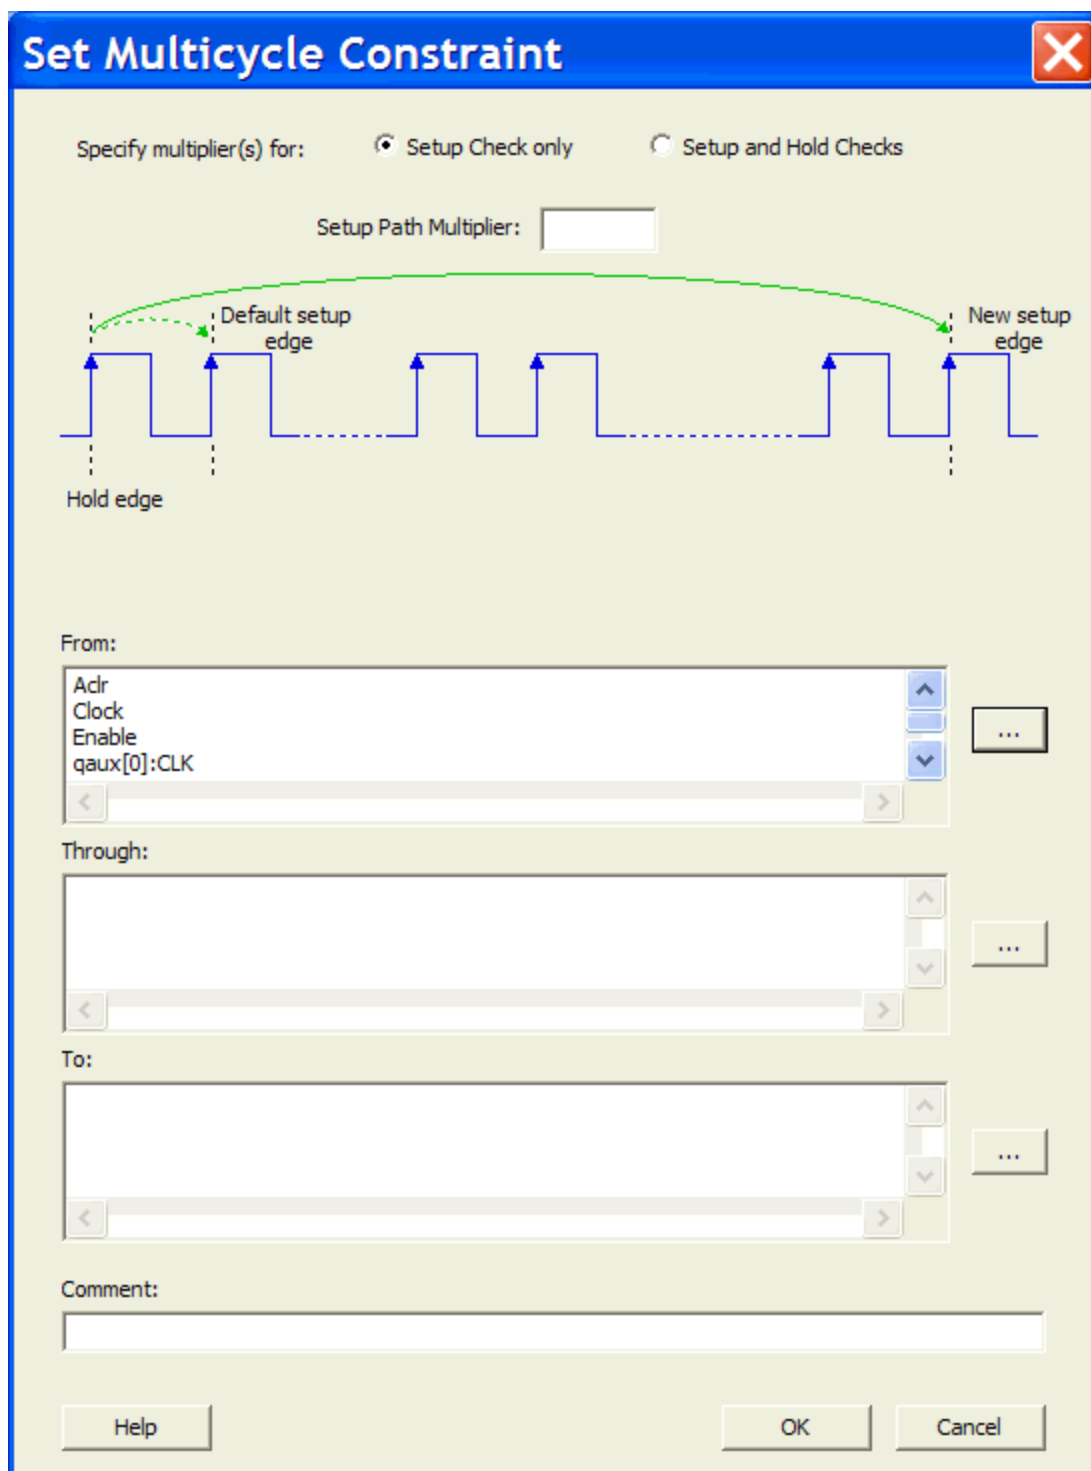 Set Multicycle Constraint
Specify multiplier(s) for: Setup Check only Setup and Hold Checks
Setup Path Multiplier:
Default setup edge
New setup edge
Hold edge
From:
Aclr
Clock
Enable
qaux[0]:CLK
...
Through:
...
To:
...
Comment:
Help OK Cancel